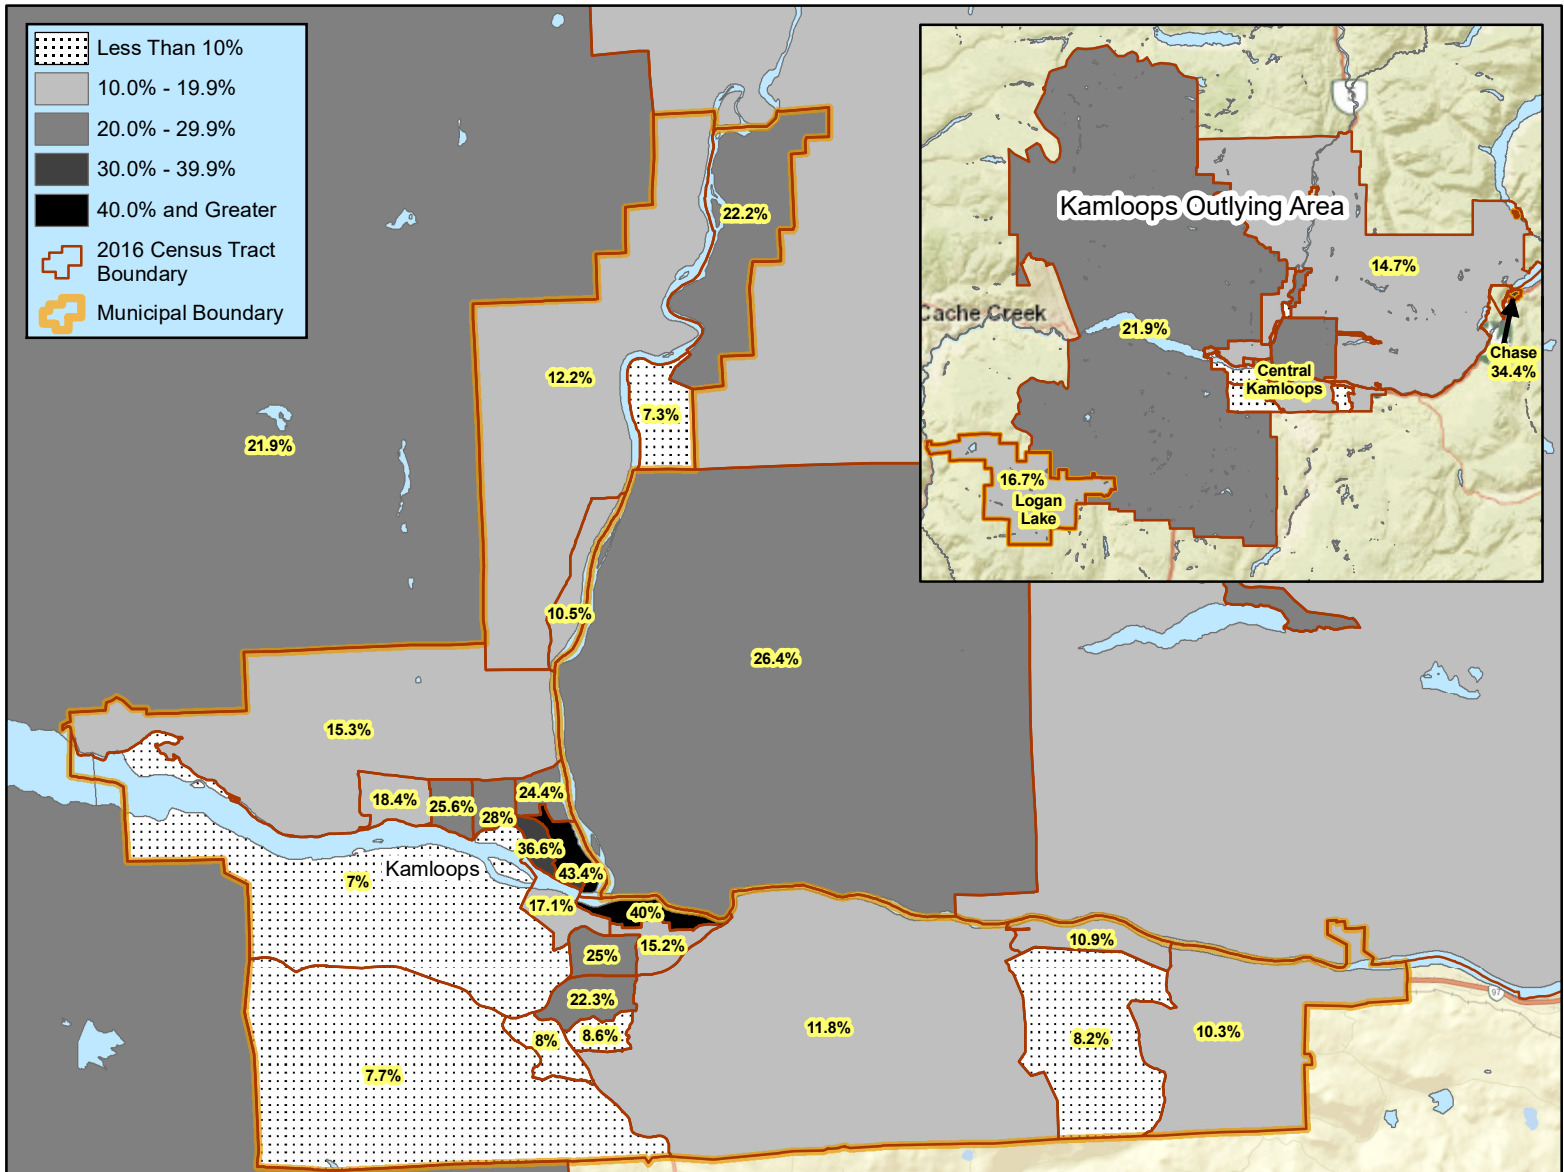 Less Than 10%
10.0% - 19.9%
20.0% - 29.9%
30.0% - 39.9%
40.0% and Greater
2016 Census Tract
Boundary
Municipal Boundary
Kamloops Outlying Area
14.7%
Cache Creek
21.9%
Chase
34.4%
Central
Kamloops
16.7%
Logan
Lake
22.2%
12.2%
7.3%
21.9%
10.5%
26.4%
15.3%
18.4%
25.6%
28%
24.4%
36.6%
43.4%
Kamloops
7%
17.1%
40%
15.2%
25%
10.9%
22.3%
8.6%
8%
11.8%
8.2%
10.3%
7.7%
97